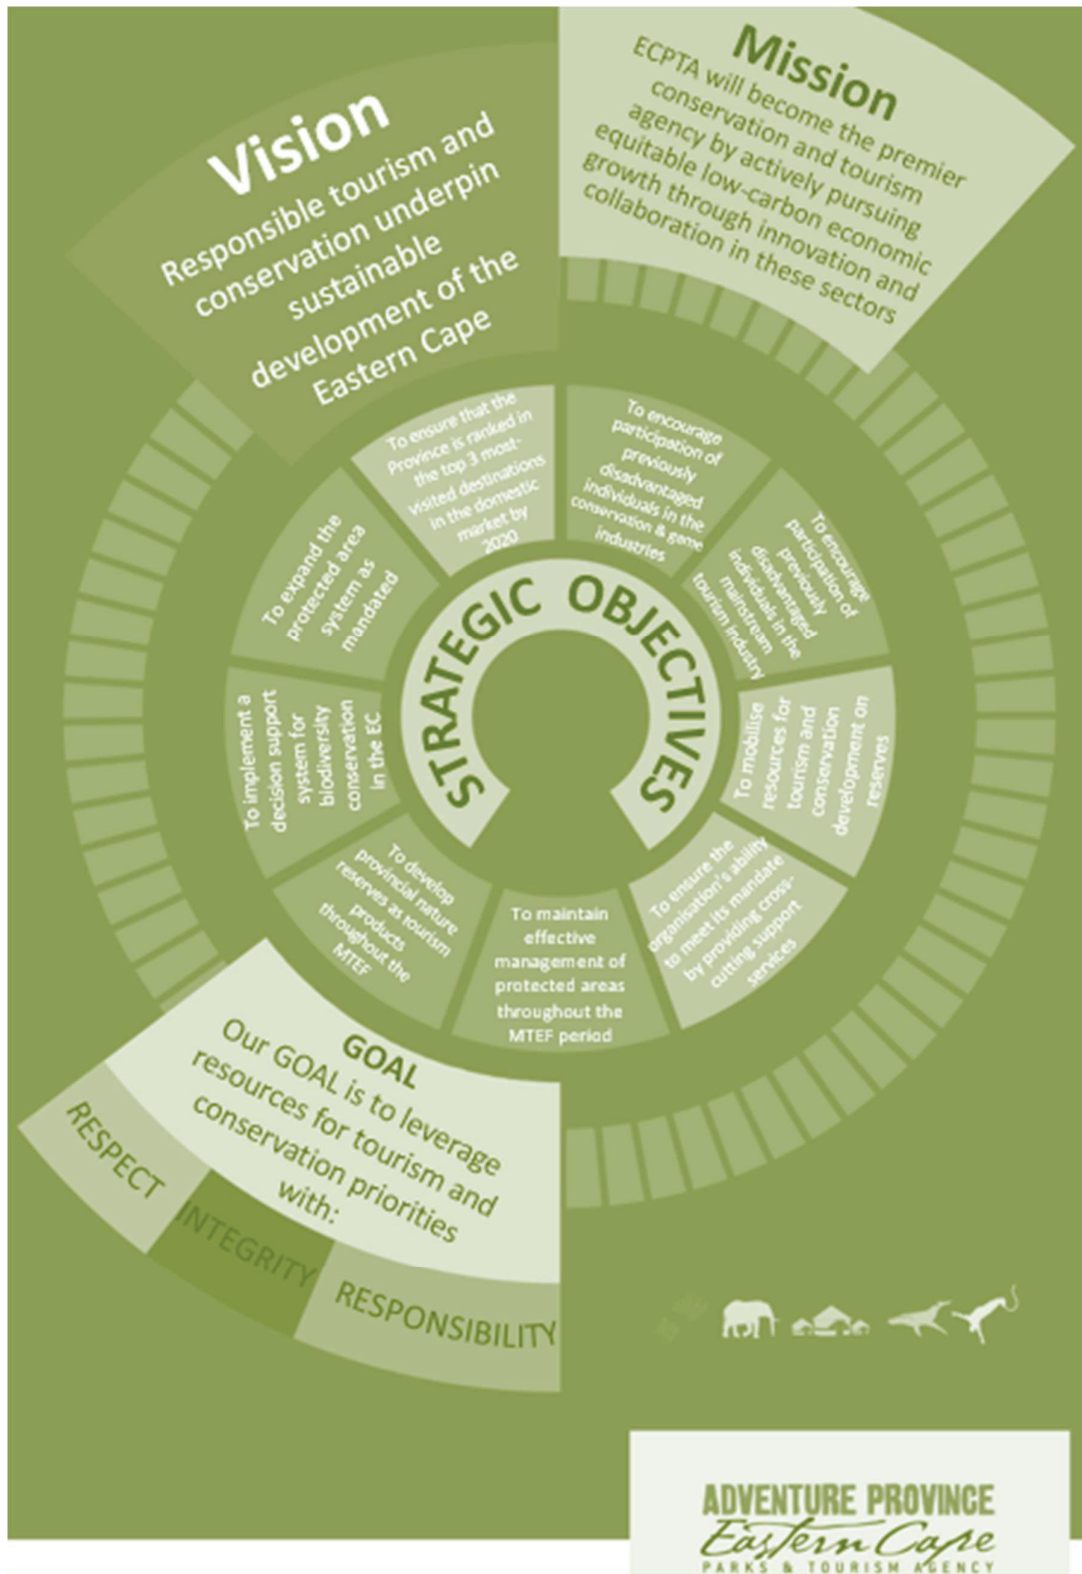 Vision
Responsible tourism and
conservation underpin
sustainable
development of the
Eastern Cape
Mission
ECPTA will become the premier
conservation and tourism
agency by actively pursuing
equitable low-carbon economic
growth through innovation and
collaboration in these sectors
STRATEGIC OBJECTIVES
To encourage
participation of
previously
disadvantaged
individuals in the
conservation & game
industries
To encourage
participation of
previously
disadvantaged
individuals in the
mainstream
tourism industry
To mobilise
resources for
tourism and
conservation
development on
reserves
To ensure the
organisation's ability
to meet its mandate
by providing cross-
cutting support
services
To maintain
effective
management of
protected areas
throughout the
MTEF period
To develop
provincial nature
reserves as tourism
products
throughout the
MTEF
To implement a
decision support
system for
biodiversity
conservation
in the EC
To expand the
protected area
system as
mandated
To ensure that the
Province is ranked in
the top 3 most-
visited destinations
in the domestic
market by
2020
GOAL
Our GOAL is to leverage
resources for tourism and
conservation priorities
with:
RESPECT
INTEGRITY
RESPONSIBILITY
ADVENTURE PROVINCE
Eastern Cape
PARKS & TOURISM AGENCY